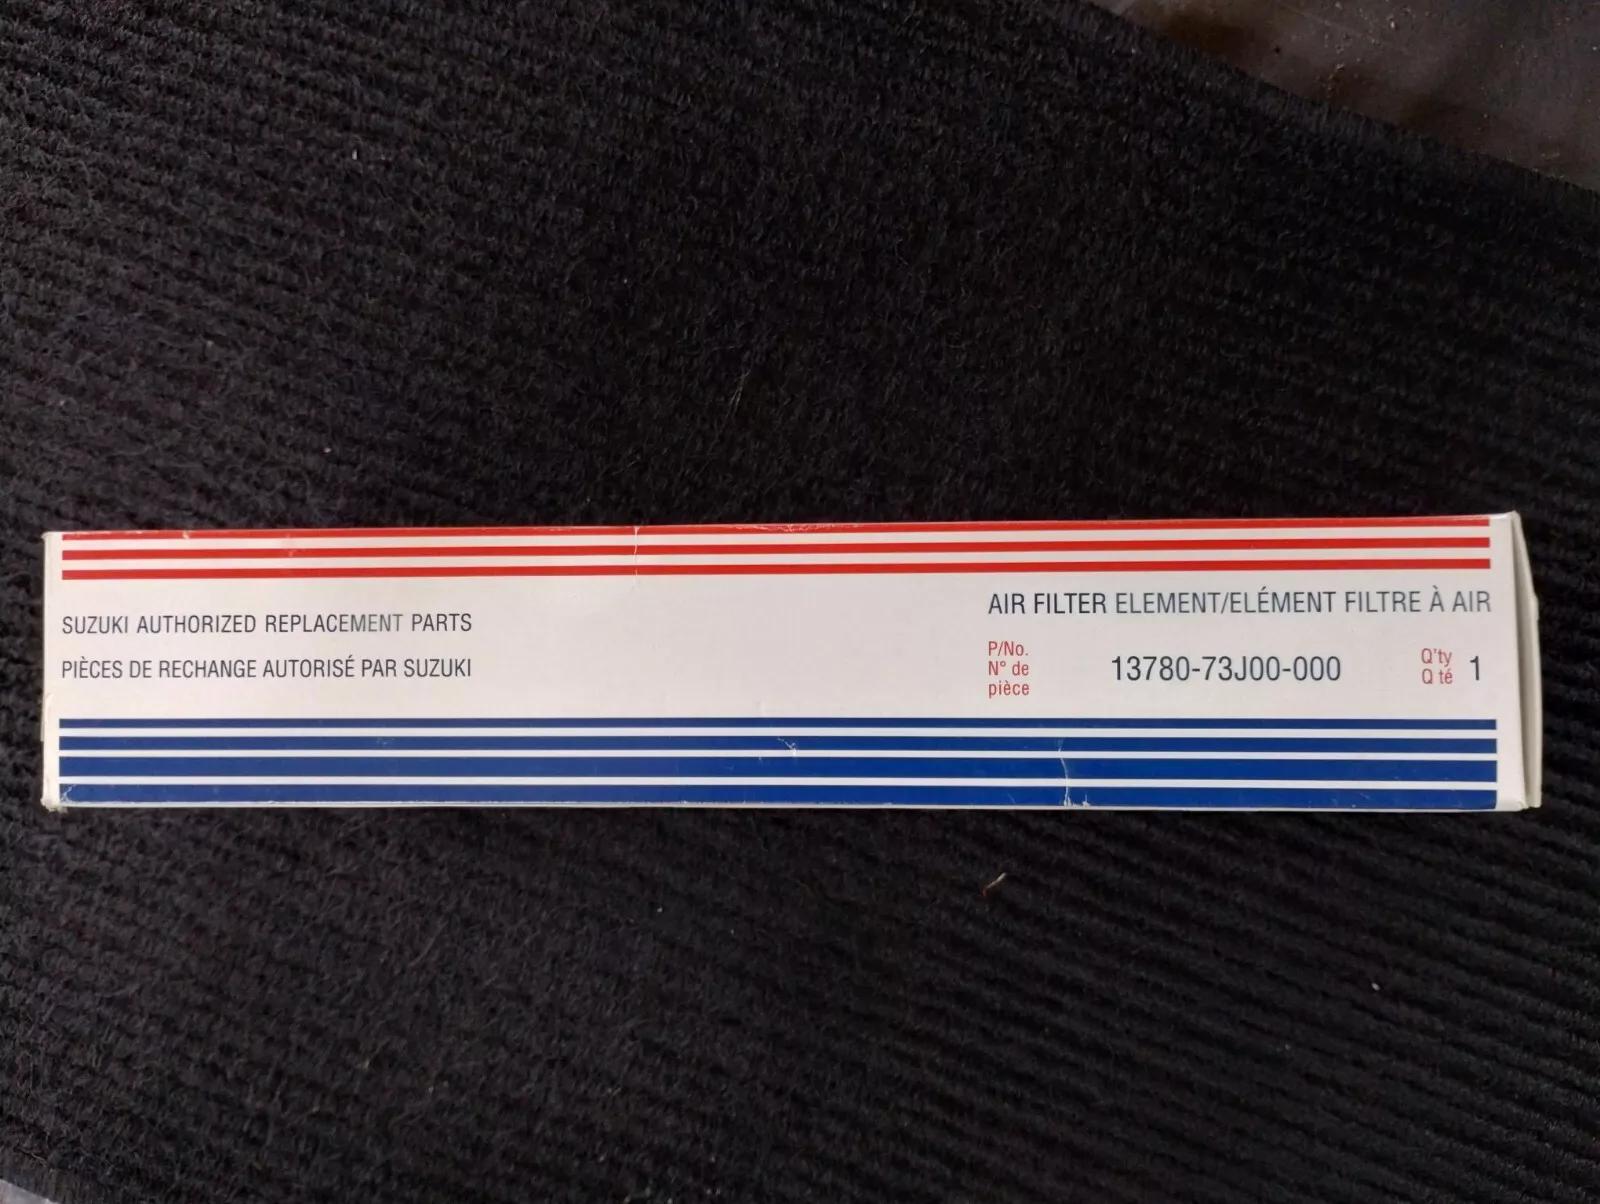 SUZUKI AUTHORIZED REPLACEMENT PARTS
PIÈCES DE RECHANGE AUTORISÉ PAR SUZUKI
AIR FILTER ELEMENT/ELÉMENT FILTRE À AIR
P/No.
N° de
pièce
13780-73J00-000
Q'ty
Q té
1